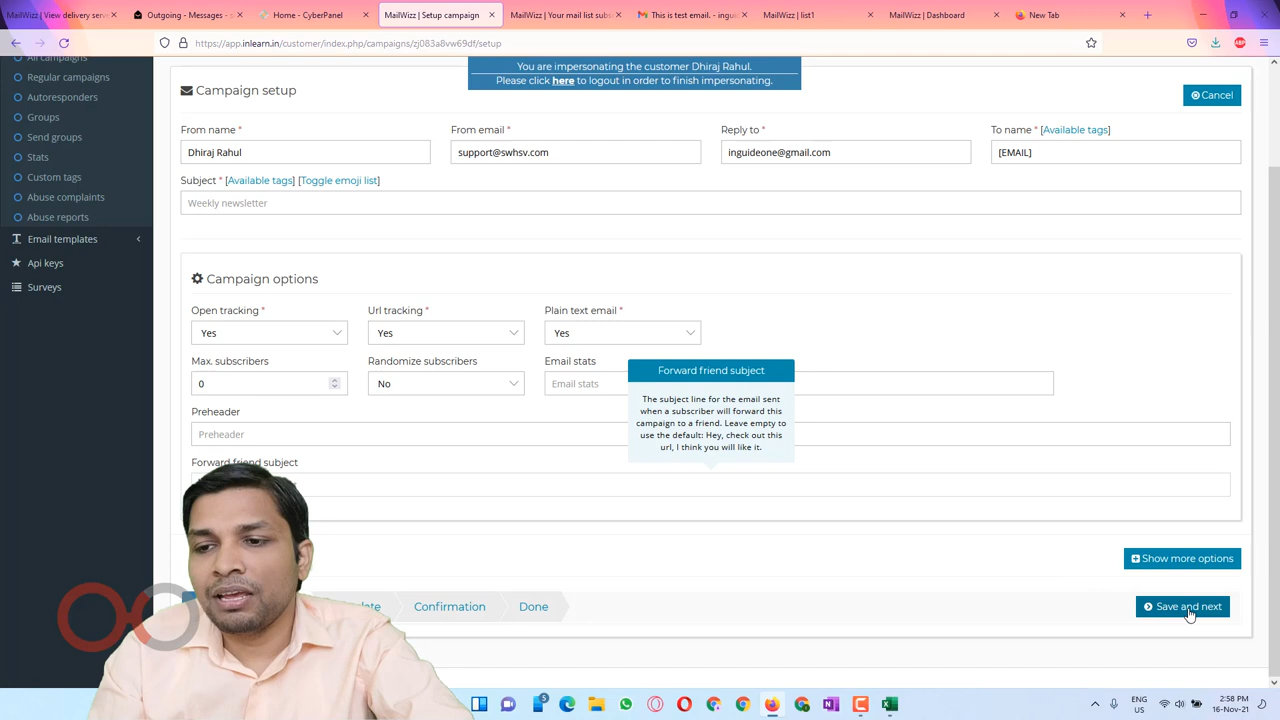 MailWizz | View delivery serve
Outgoing - Messages -
Home - CyberPanel
MailWizz | Setup campaign
MailWizz | Your mail list subs
This is test email. - inguide
MailWizz | list1
MailWizz | Dashboard
New Tab
https://app.inlearn.in/customer/index.php/campaigns/zj083a8vw69df/setup
ABP
You are impersonating the customer Dhiraj Rahul.
Please click here to logout in order to finish impersonating.
All campaigns
Regular campaigns
Autoresponders
Groups
Send groups
Stats
Custom tags
Abuse complaints
Abuse reports
Email templates
Api keys
Surveys
Campaign setup
Cancel
From name *
From email *
Reply to *
To name * [Available tags]
Dhiraj Rahul
support@swhsv.com
inguideone@gmail.com
[EMAIL]
Subject * [Available tags] [Toggle emoji list]
Weekly newsletter
Campaign options
Open tracking *
Url tracking *
Plain text email *
Yes
Yes
Yes
Max. subscribers
Randomize subscribers
Email stats
0
No
Email stats
Forward friend subject
The subject line for the email sent
when a subscriber will forward this
campaign to a friend. Leave empty to
use the default: Hey, check out this
url, I think you will like it.
Preheader
Preheader
Forward friend subject
Show more options
Confirmation
Done
Save and next
5
ENG
US
2:58 PM
16-Nov-21